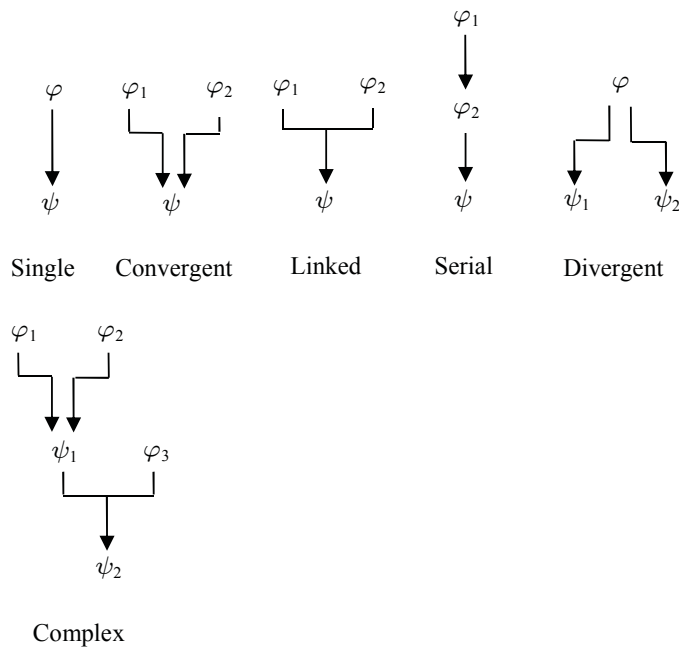 φ₁
φ φ₁ φ₂ φ₁ φ₂ φ₂ φ
ψ ψ ψ ψ ψ₁ ψ₂
Single Convergent Linked Serial Divergent
φ₁ φ₂
ψ₁ φ₃
ψ₂
Complex